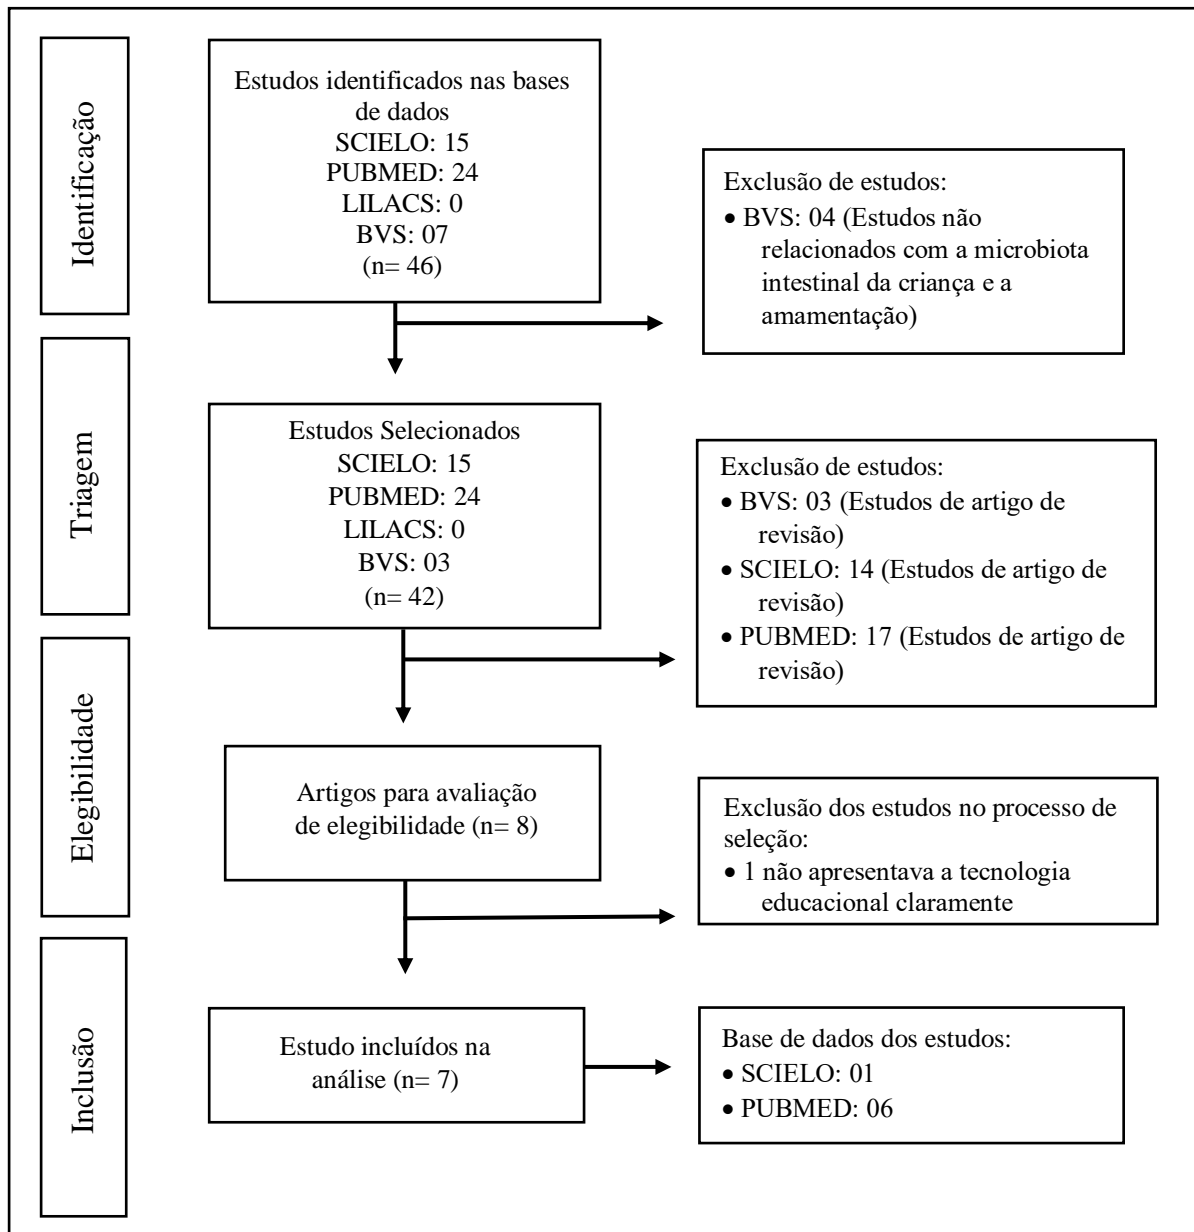 Identificação
Estudos identificados nas bases
de dados
SCIELO: 15
PUBMED: 24
LILACS: 0
BVS: 07
(n= 46)
Exclusão de estudos:
• BVS: 04 (Estudos não
relacionados com a microbiota
intestinal da criança e a
amamentação)
Triagem
Estudos Selecionados
SCIELO: 15
PUBMED: 24
LILACS: 0
BVS: 03
(n= 42)
Exclusão de estudos:
• BVS: 03 (Estudos de artigo de
revisão)
• SCIELO: 14 (Estudos de artigo de
revisão)
• PUBMED: 17 (Estudos de artigo de
revisão)
Elegibilidade
Artigos para avaliação
de elegibilidade (n= 8)
Exclusão dos estudos no processo de
seleção:
• 1 não apresentava a tecnologia
educacional claramente
Inclusão
Estudo incluídos na
análise (n= 7)
Base de dados dos estudos:
• SCIELO: 01
• PUBMED: 06